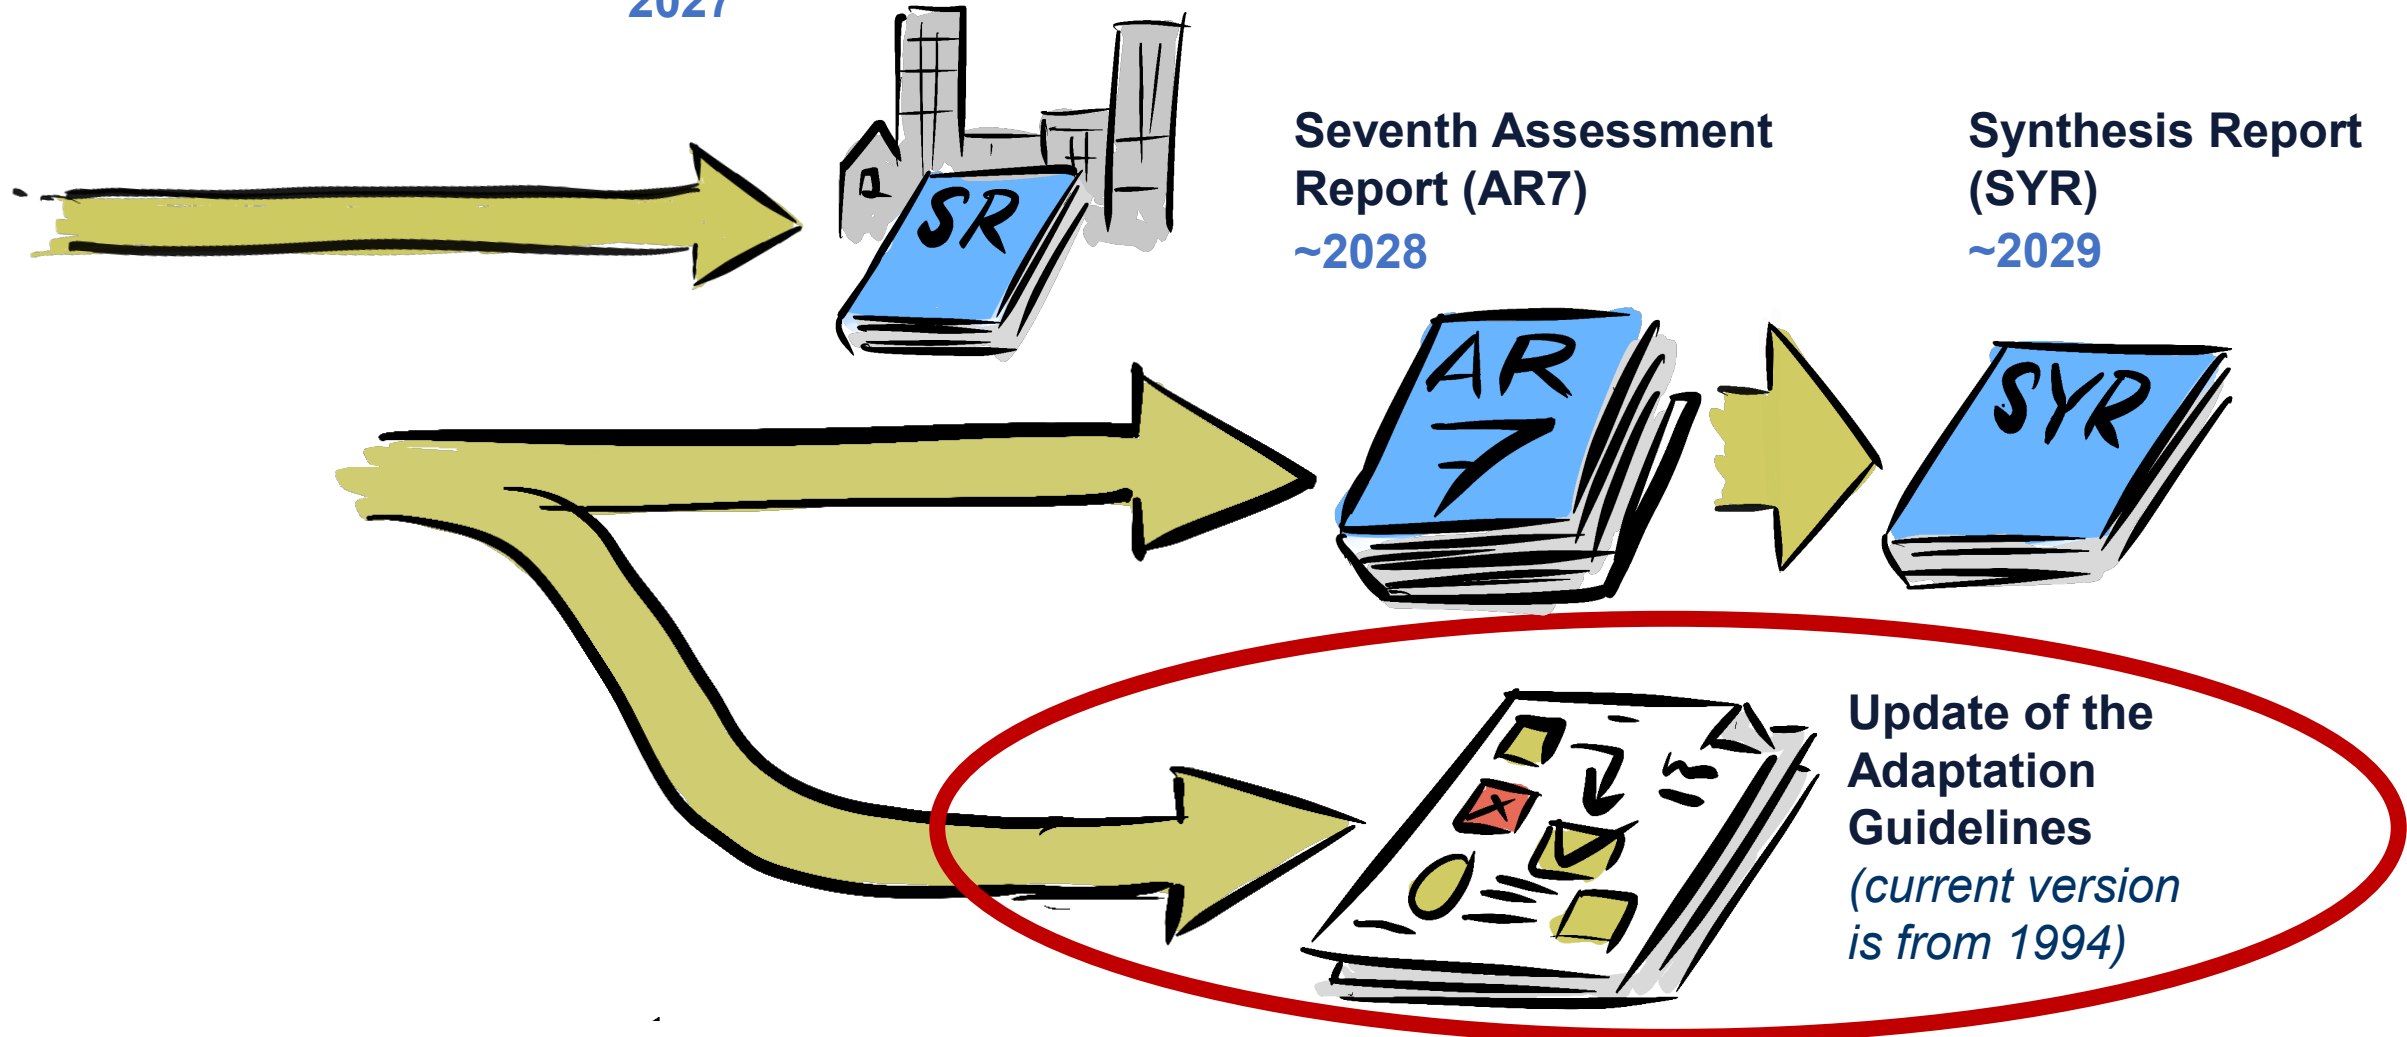 2027
SR
Seventh Assessment
Report (AR7)
~2028
Synthesis Report
(SYR)
~2029
AR
7
SYR
Update of the
Adaptation
Guidelines
(current version
is from 1994)